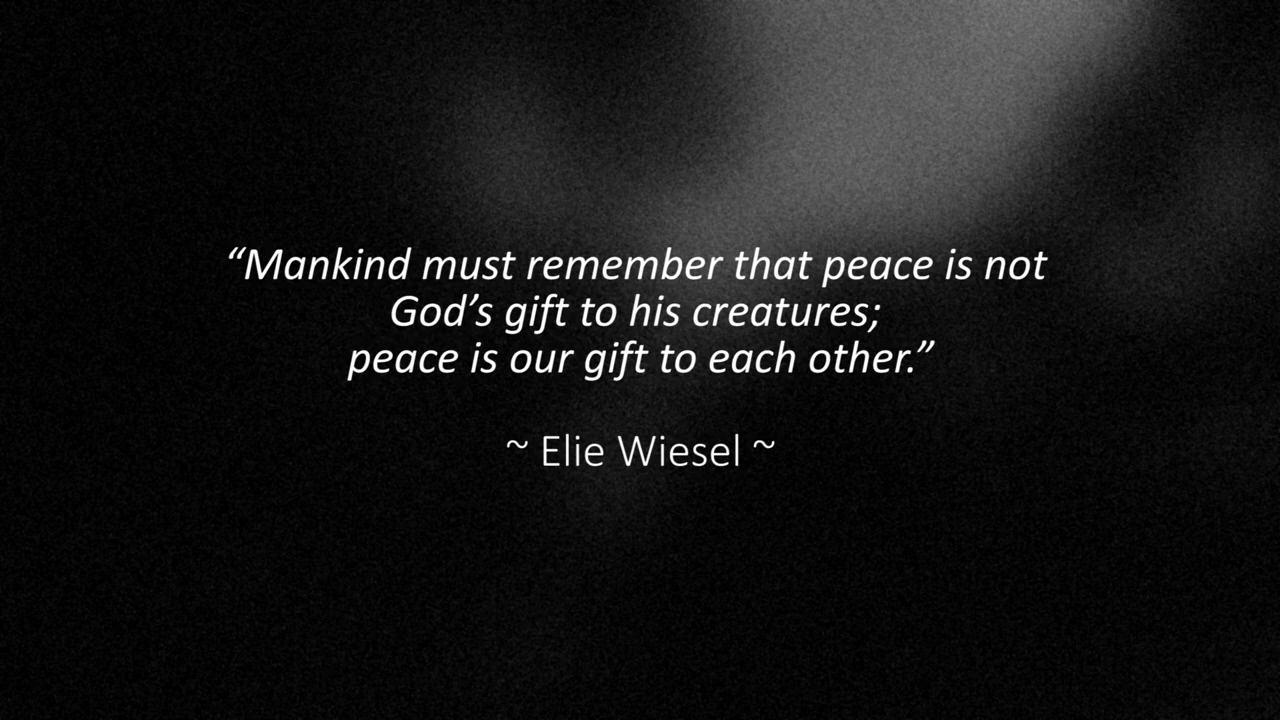 “Mankind must remember that peace is not
God’s gift to his creatures;
peace is our gift to each other.”
~ Elie Wiesel ~